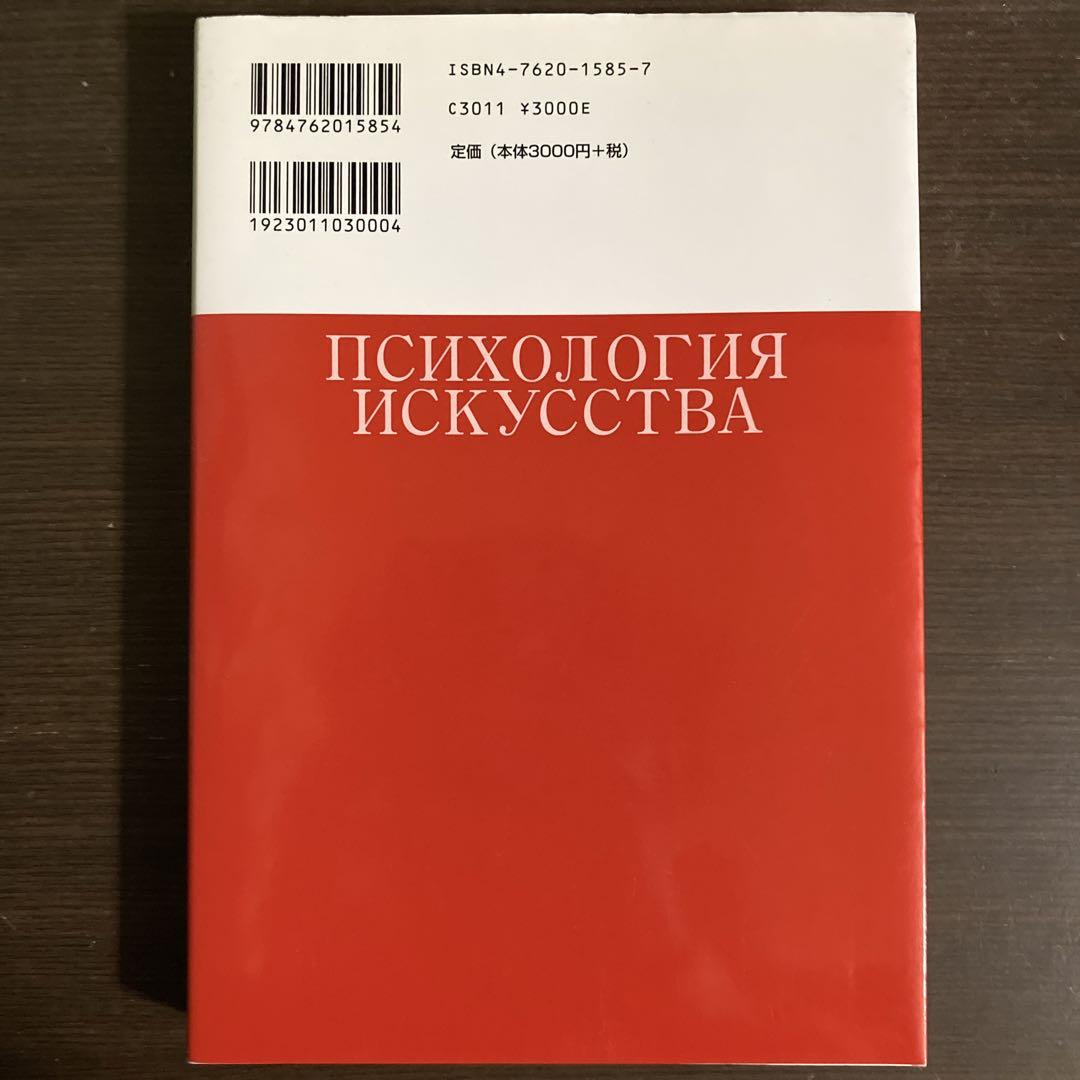 ISBN4-7620-1585-7
C3011 ¥3000E
定価（本体3000円+税）
9784762015854
1923011030004
ПСИХОЛОГИЯ
ИСКУССТВА